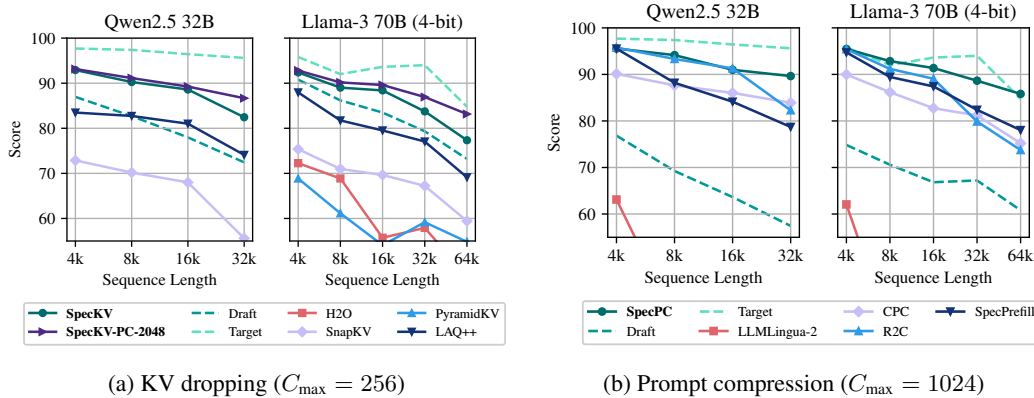 Qwen2.5 32B
Llama-3 70B (4-bit)
Score
100
90
80
70
60
4k
8k
16k
32k
4k
8k
16k
32k
64k
Sequence Length
Sequence Length
SpecKV
SpecKV-PC-2048
Draft
Target
H2O
SnapKV
PyramidKV
LAQ++
(a) KV dropping (C_max = 256)
Qwen2.5 32B
Llama-3 70B (4-bit)
Score
100
90
80
70
60
4k
8k
16k
32k
4k
8k
16k
32k
64k
Sequence Length
Sequence Length
SpecPC
Draft
Target
LLMLingua-2
CPC
R2C
SpecPrefill
(b) Prompt compression (C_max = 1024)